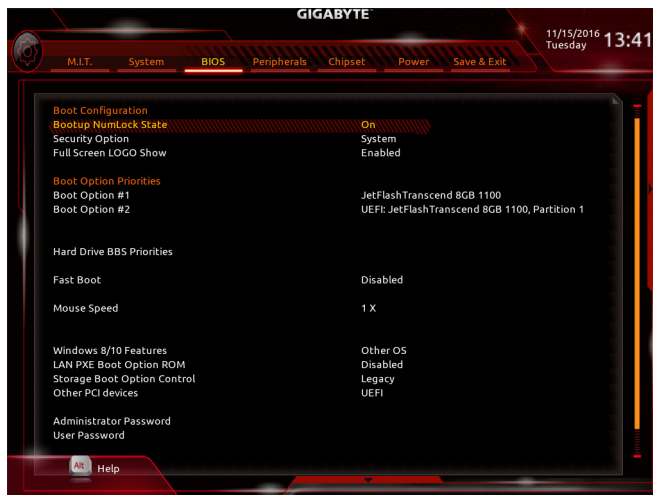 GIGABYTE™
11/15/2016 13:41
Tuesday
M.I.T. System BIOS Peripherals Chipset Power Save & Exit
Boot Configuration
Bootup NumLock State On
Security Option System
Full Screen LOGO Show Enabled
Boot Option Priorities
Boot Option #1 JetFlashTranscend 8GB 1100
Boot Option #2 UEFI: JetFlashTranscend 8GB 1100, Partition 1
Hard Drive BBS Priorities
Fast Boot Disabled
Mouse Speed 1 X
Windows 8/10 Features Other OS
LAN PXE Boot Option ROM Disabled
Storage Boot Option Control Legacy
Other PCI devices UEFI
Administrator Password
User Password
Alt Help